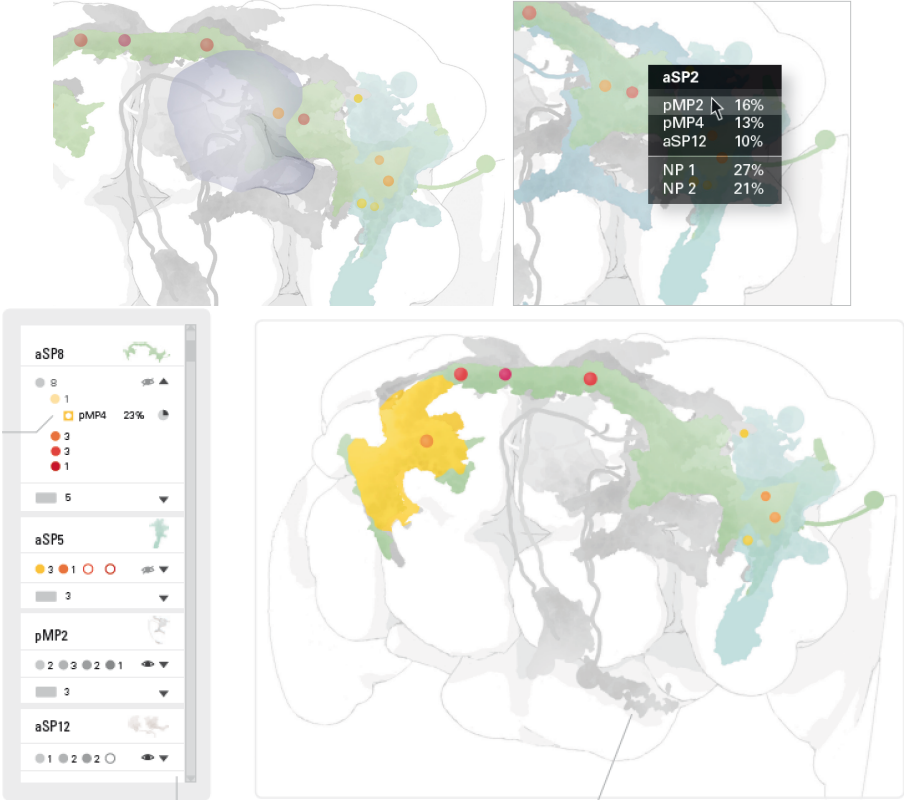 aSP2
pMP2 16%
pMP4 13%
aSP12 10%
NP 1 27%
NP 2 21%
aSP8
8
1
pMP4 23%
3
3
1
5
aSP5
3 1
3
pMP2
2 3 2 1
3
aSP12
1 2 2